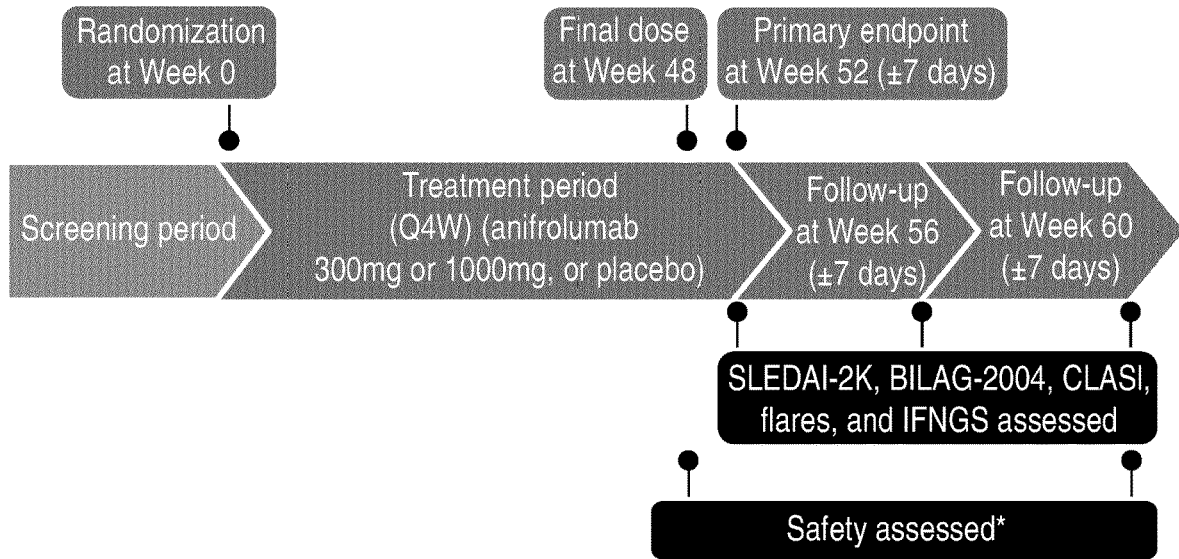 Randomization
at Week 0
Final dose
at Week 48
Primary endpoint
at Week 52 (±7 days)
Screening period
Treatment period
(Q4W) (anifrolumab
300mg or 1000mg, or placebo)
Follow-up
at Week 56
(±7 days)
Follow-up
at Week 60
(±7 days)
SLEDAI-2K, BILAG-2004, CLASI,
flares, and IFNGS assessed
Safety assessed*